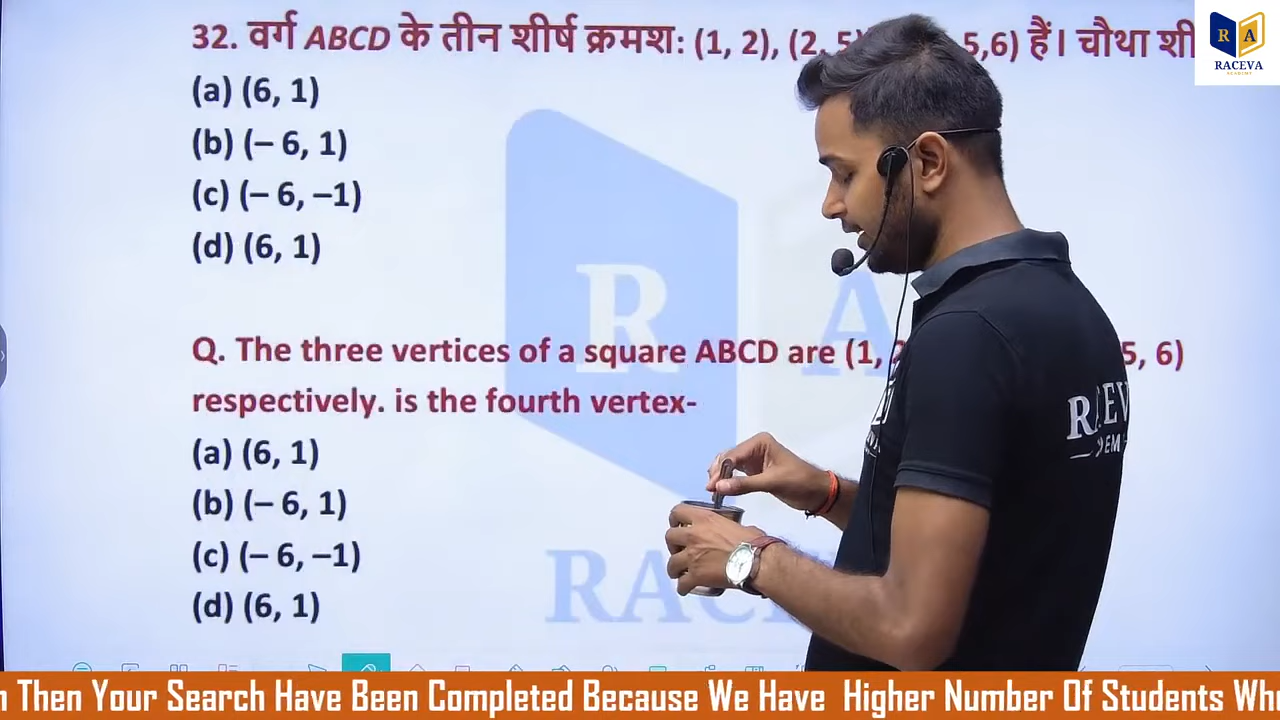 32. वर्ग ABCD के तीन शीर्ष क्रमश: (1, 2), (2, 5) 5,6) हैं। चौथा शी
(a) (6, 1)
(b) (– 6, 1)
(c) (– 6, –1)
(d) (6, 1)
Q. The three vertices of a square ABCD are (1, 5, 6)
respectively. is the fourth vertex-
(a) (6, 1)
(b) (– 6, 1)
(c) (– 6, –1)
(d) (6, 1)
R A
RACEVA
ACADEMY
R A
Then Your Search Have Been Completed Because We Have Higher Number Of Students